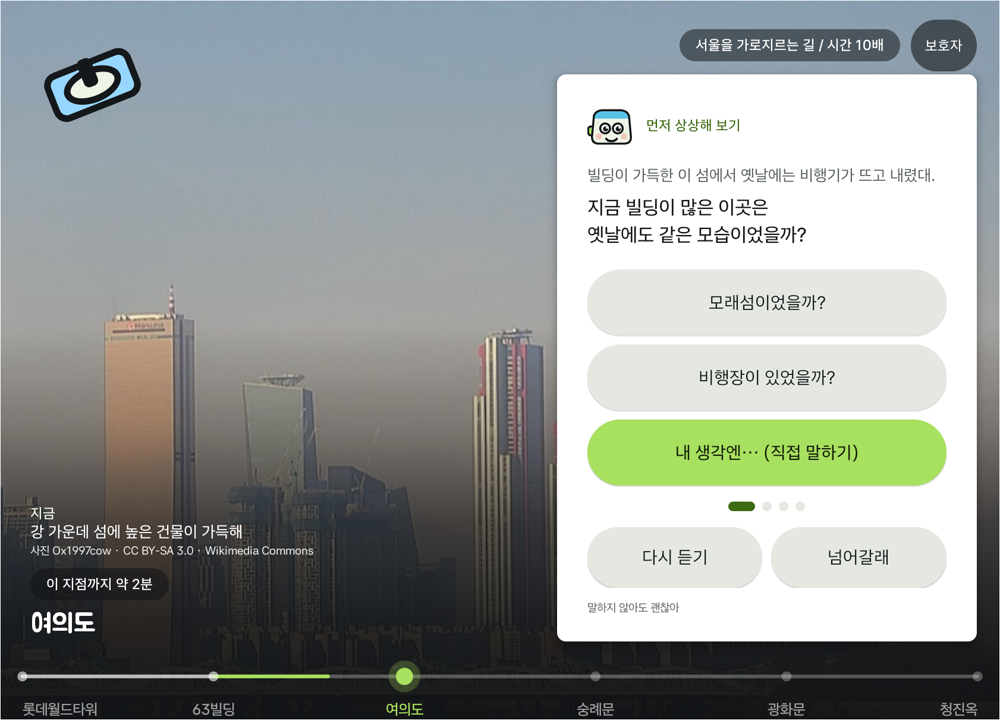 서울을 가로지르는 길 / 시간 10배
보호자
먼저 상상해 보기
빌딩이 가득한 이 섬에서 옛날에는 비행기가 뜨고 내렸대.
지금 빌딩이 많은 이곳은
옛날에도 같은 모습이었을까?
모래섬이었을까?
비행장이 있었을까?
내 생각엔… (직접 말하기)
다시 듣기
넘어갈래
말하지 않아도 괜찮아
Hanwha
지금
강 가운데 섬에 높은 건물이 가득해
사진 Ox1997cow · CC BY-SA 3.0 · Wikimedia Commons
이 지점까지 약 2분
여의도
롯데월드타워
63빌딩
여의도
숭례문
광화문
청진옥